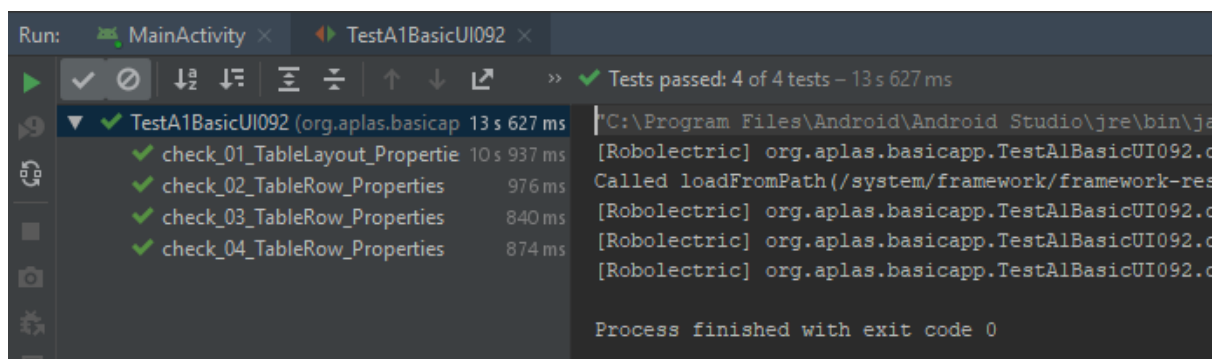 Run: MainActivity × TestA1BasicUI092 ×
» Tests passed: 4 of 4 tests – 13 s 627 ms
TestA1BasicUI092 (org.aplas.basicap 13 s 627 ms
check_01_TableLayout_Propertie 10 s 937 ms
check_02_TableRow_Properties 976 ms
check_03_TableRow_Properties 840 ms
check_04_TableRow_Properties 874 ms
"C:\Program Files\Android\Android Studio\jre\bin\ja
[Robolectric] org.aplas.basicapp.TestA1BasicUI092.c
Called loadFromPath(/system/framework/framework-res
[Robolectric] org.aplas.basicapp.TestA1BasicUI092.c
[Robolectric] org.aplas.basicapp.TestA1BasicUI092.c
[Robolectric] org.aplas.basicapp.TestA1BasicUI092.c
Process finished with exit code 0